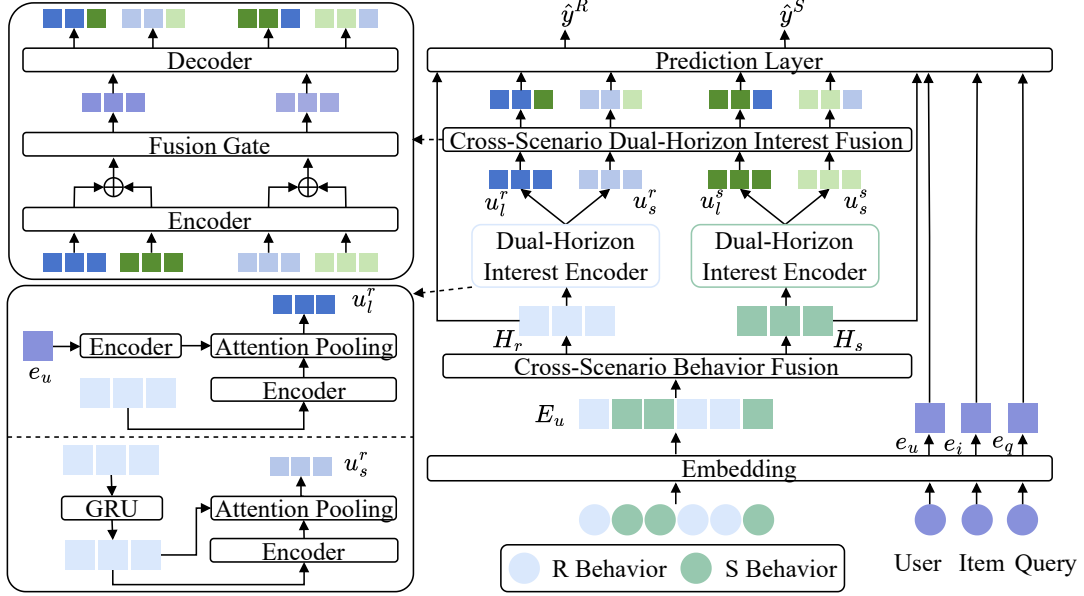 Decoder
Fusion Gate
Encoder
u_l^r
Encoder
Attention Pooling
e_u
Encoder
u_s^r
GRU
Attention Pooling
Encoder
ŷ^R
ŷ^S
Prediction Layer
Cross-Scenario Dual-Horizon Interest Fusion
u_l^r
u_s^r
u_l^s
u_s^s
Dual-Horizon
Interest Encoder
Dual-Horizon
Interest Encoder
H_r
H_s
Cross-Scenario Behavior Fusion
E_u
e_u
e_i
e_q
Embedding
User
Item
Query
R Behavior
S Behavior